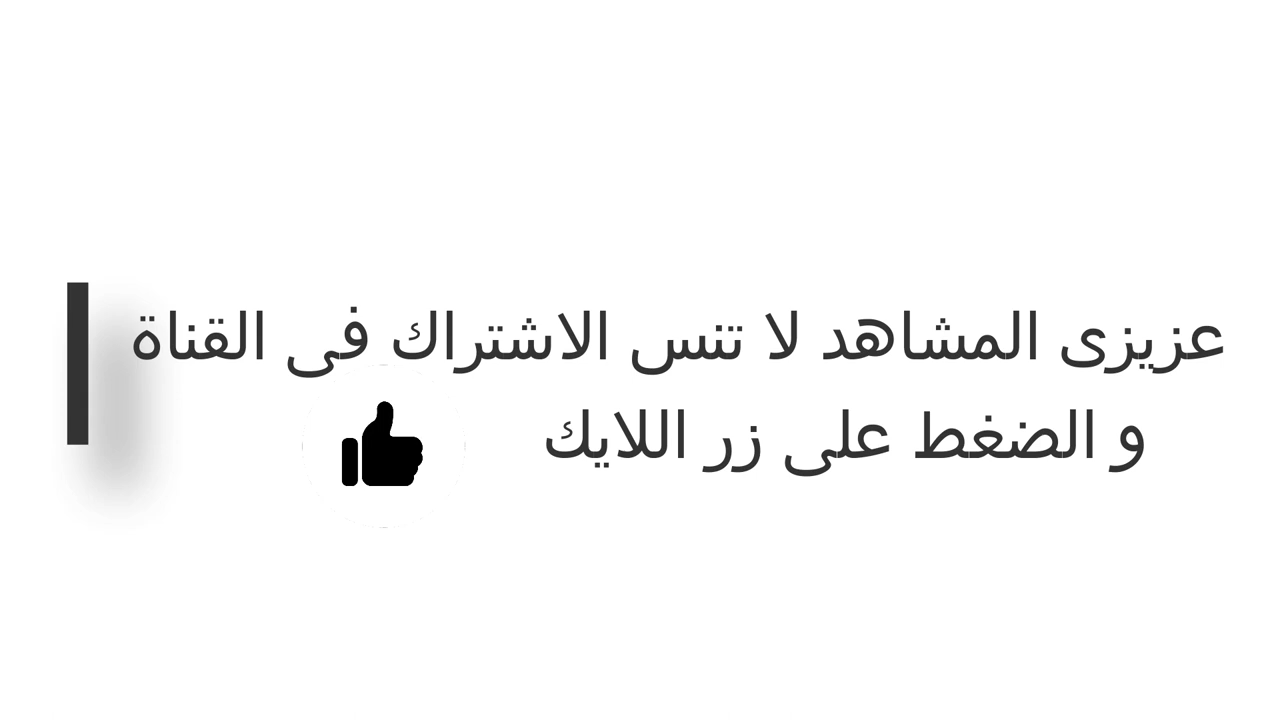 عزيزى المشاهد لا تنس الاشتراك فى القناة
و الضغط على زر اللايك